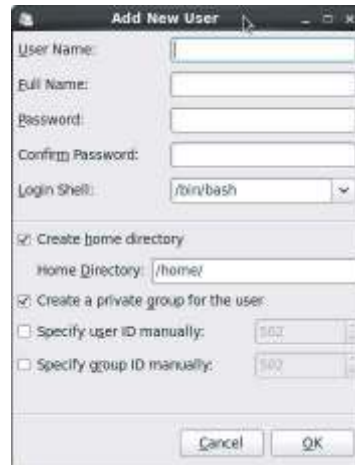 Add New User
User Name:
Full Name:
Password:
Confirm Password:
Login Shell: /bin/bash
Create home directory
Home Directory: /home/
Create a private group for the user
Specify user ID manually: 502
Specify group ID manually: 502
Cancel OK